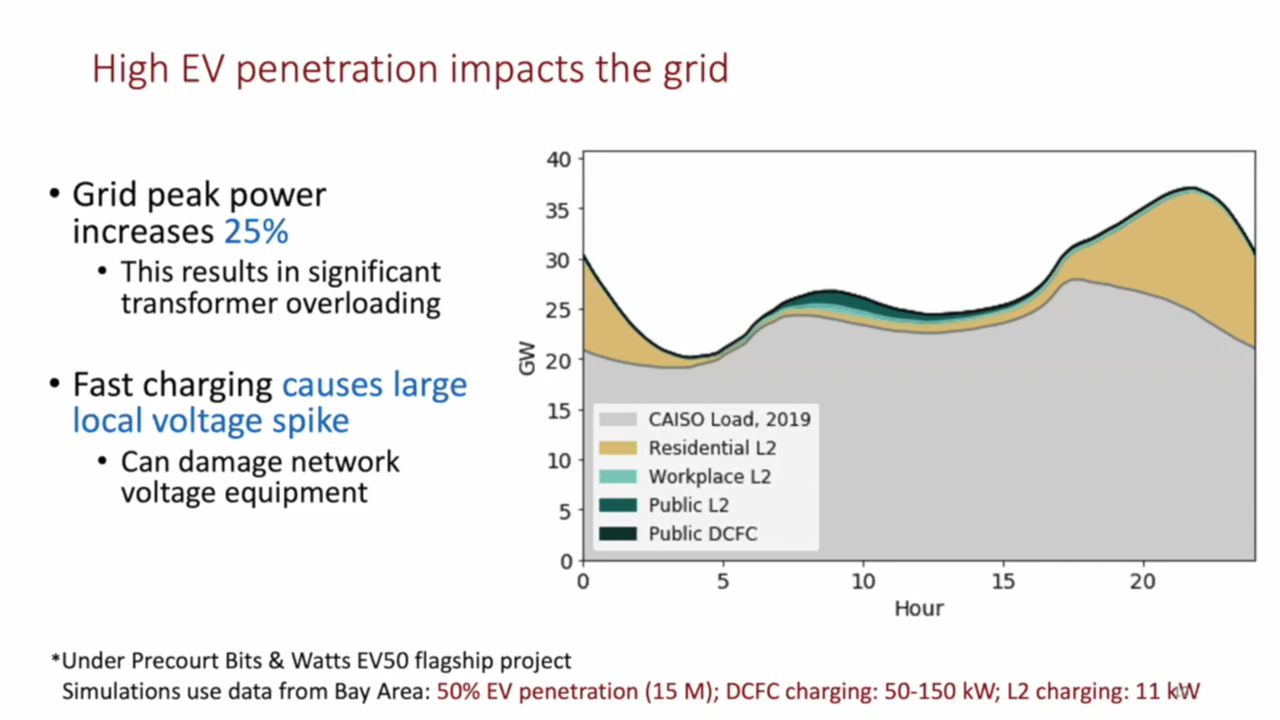 High EV penetration impacts the grid
• Grid peak power
increases 25%
• This results in significant
transformer overloading
• Fast charging causes large
local voltage spike
• Can damage network
voltage equipment
40
35
30
25
20
15
10
5
0
GW
CAISO Load, 2019
Residential L2
Workplace L2
Public L2
Public DCFC
0 5 10 15 20
Hour
*Under Precourt Bits & Watts EV50 flagship project
Simulations use data from Bay Area: 50% EV penetration (15 M); DCFC charging: 50-150 kW; L2 charging: 11 kW